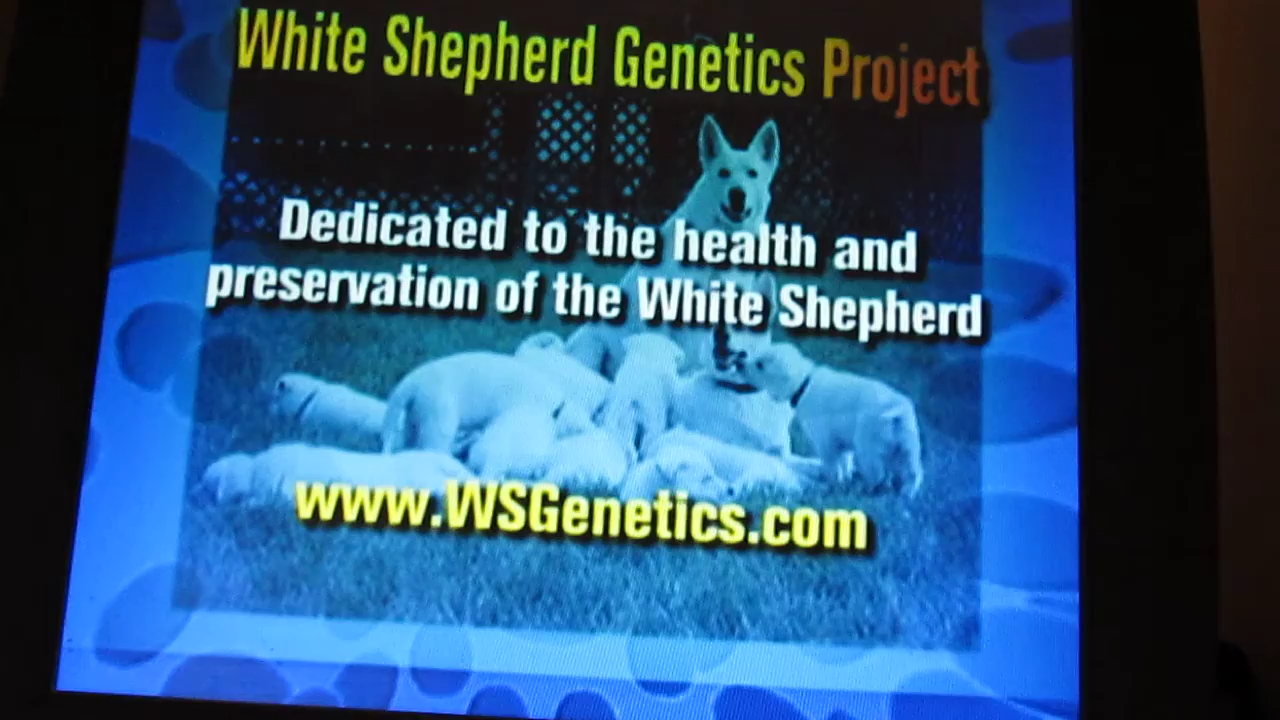 White Shepherd Genetics Project
Dedicated to the health and
preservation of the White Shepherd
www.WSGenetics.com